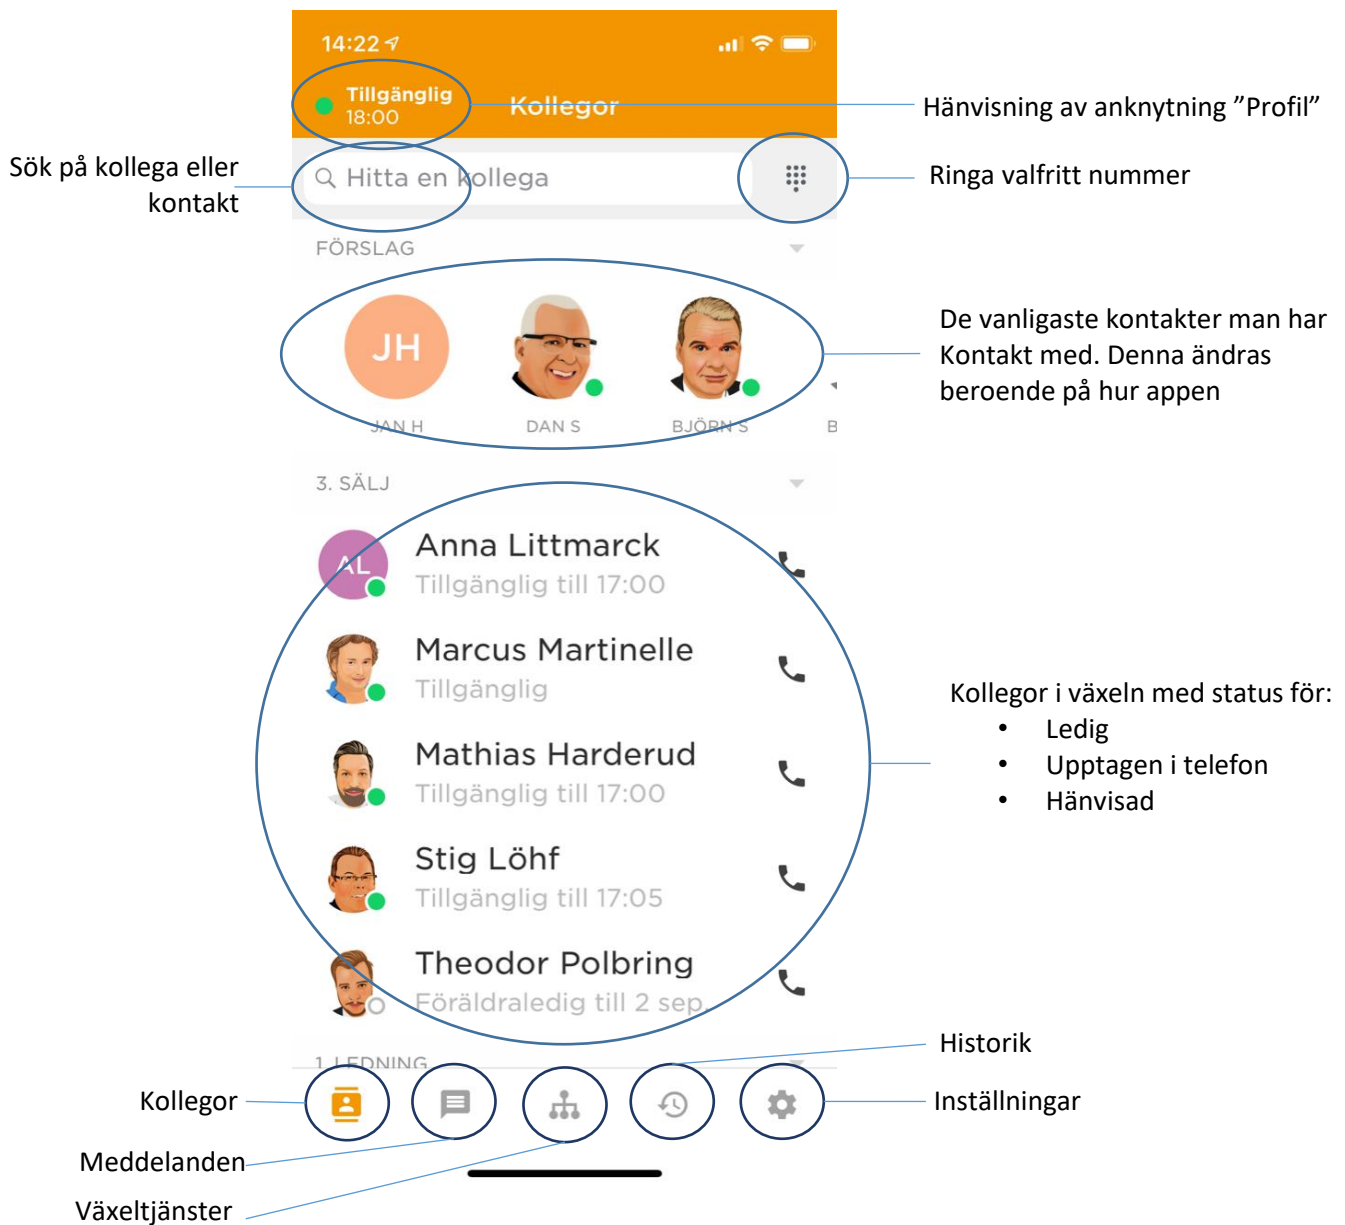 14:22
Tillgänglig
18:00
Kollegor
Hänvisning av anknytning ”Profil”
Sök på kollega eller
kontakt
Hitta en kollega
Ringa valfritt nummer
FÖRSLAG
JH
JAN H
DAN S
BJÖRN S
B
De vanligaste kontakter man har
Kontakt med. Denna ändras
beroende på hur appen
3. SÄLJ
AL
Anna Littmarck
Tillgänglig till 17:00
Marcus Martinelle
Tillgänglig
Mathias Harderud
Tillgänglig till 17:00
Stig Löhf
Tillgänglig till 17:05
Theodor Polbring
Föräldraledig till 2 sep.
Kollegor i växeln med status för:
• Ledig
• Upptagen i telefon
• Hänvisad
1. LEDNING
Historik
Kollegor
Inställningar
Meddelanden
Växeltjänster